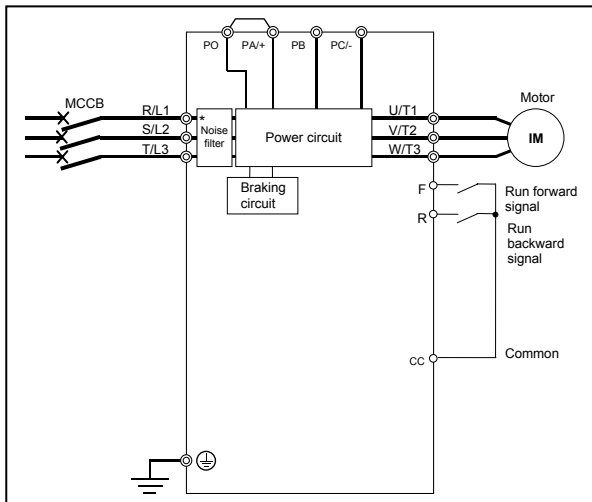 PO PA/+ PB PC/-
MCCB
R/L1
S/L2
T/L3
* Noise
filter
Power circuit
Braking
circuit
U/T1
V/T2
W/T3
Motor
IM
F
Run forward
signal
R
Run
backward
signal
CC
Common